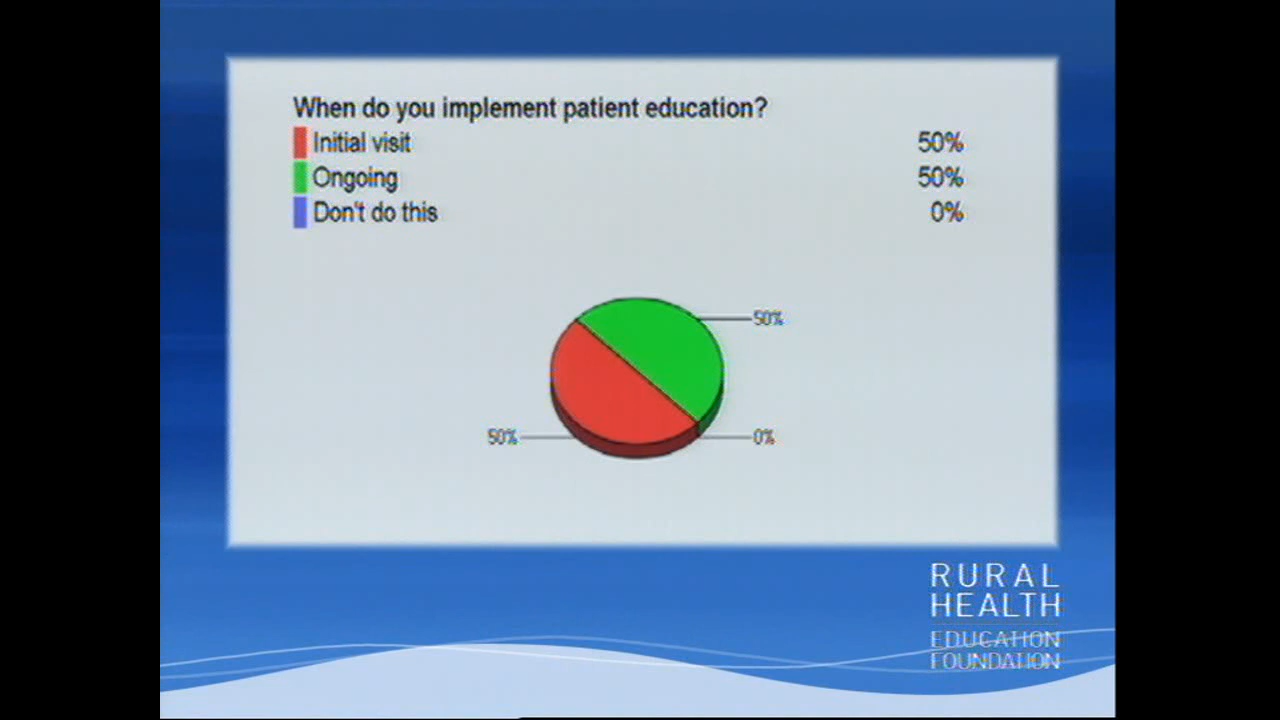 When do you implement patient education?
Initial visit 50%
Ongoing 50%
Don't do this 0%
50%
50% 0%
RURAL
HEALTH
EDUCATION
FOUNDATION